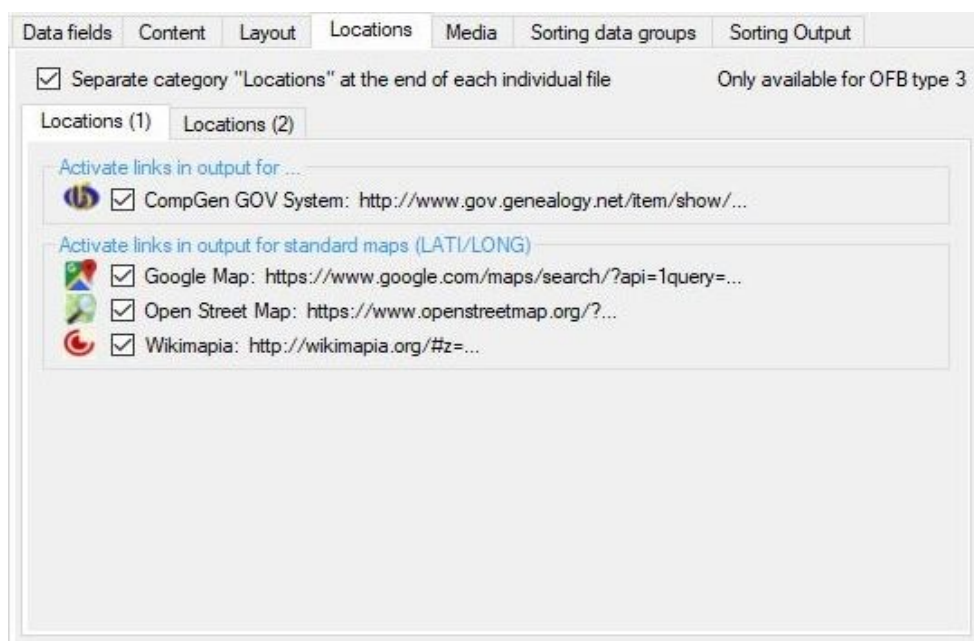 Data fields Content Layout Locations Media Sorting data groups Sorting Output
Separate category "Locations" at the end of each individual file Only available for OFB type 3
Locations (1) Locations (2)
Activate links in output for ...
CompGen GOV System: http://www.gov.genealogy.net/item/show/...
Activate links in output for standard maps (LATI/LONG)
Google Map: https://www.google.com/maps/search/?api=1query=...
Open Street Map: https://www.openstreetmap.org/?...
Wikimapia: http://wikimapia.org/#z=...